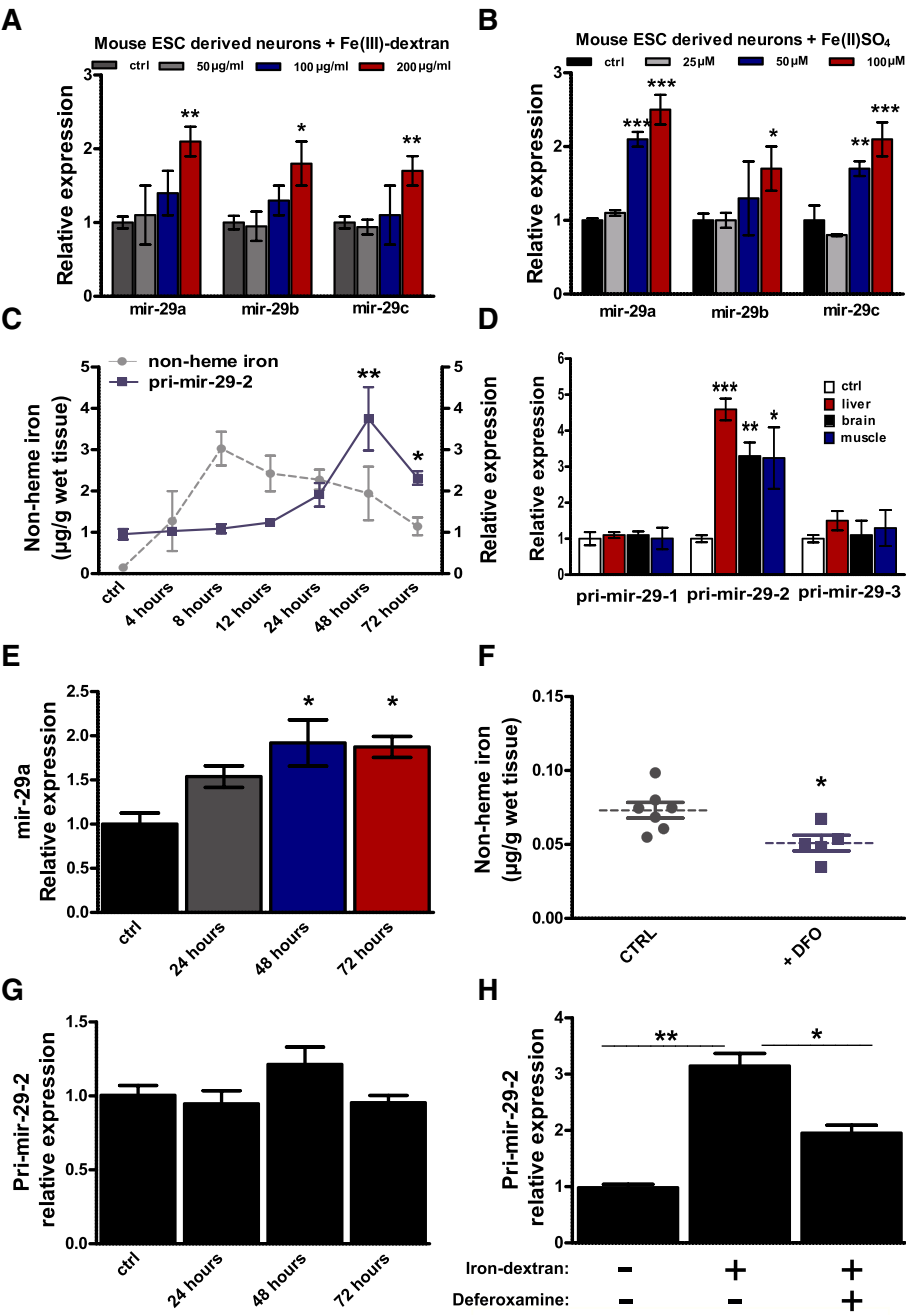 A
Mouse ESC derived neurons + Fe(III)-dextran
ctrl 50µg/ml 100µg/ml 200µg/ml
Relative expression
3
2
1
0
** * **
mir-29a mir-29b mir-29c
B
Mouse ESC derived neurons + Fe(II)SO4
ctrl 25µM 50µM 100µM
Relative expression
3
2
1
0
*** *** * ** ***
mir-29a mir-29b mir-29c
C
non-heme iron
pri-mir-29-2
Non-heme iron
(µg/g wet tissue)
5
4
3
2
1
0
** *
5
4
3
2
1
0
Relative expression
ctrl 4 hours 8 hours 12 hours 24 hours 48 hours 72 hours
D
Relative expression
6
5
4
3
2
1
0
*** ** *
ctrl
liver
brain
muscle
pri-mir-29-1 pri-mir-29-2 pri-mir-29-3
E
mir-29a
Relative expression
2.5
2.0
1.5
1.0
0.5
0.0
* *
ctrl 24 hours 48 hours 72 hours
F
Non-heme iron
(µg/g wet tissue)
0.15
0.10
0.05
0.00
*
CTRL + DFO
G
Pri-mir-29-2
relative expression
1.5
1.0
0.5
0.0
ctrl 24 hours 48 hours 72 hours
H
Pri-mir-29-2
relative expression
4
3
2
1
0
** *
Iron-dextran: - + +
Deferoxamine: - - +